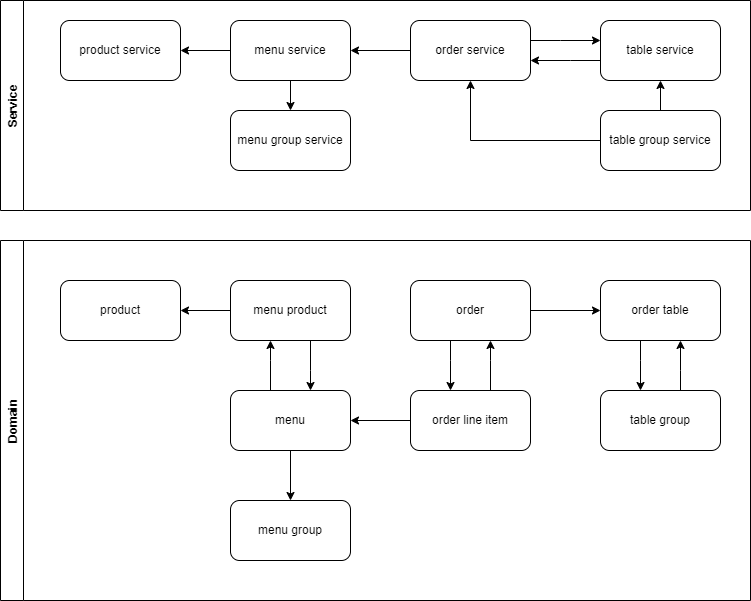 Service
product service
menu service
order service
table service
menu group service
table group service
Domain
product
menu product
order
order table
menu
order line item
table group
menu group